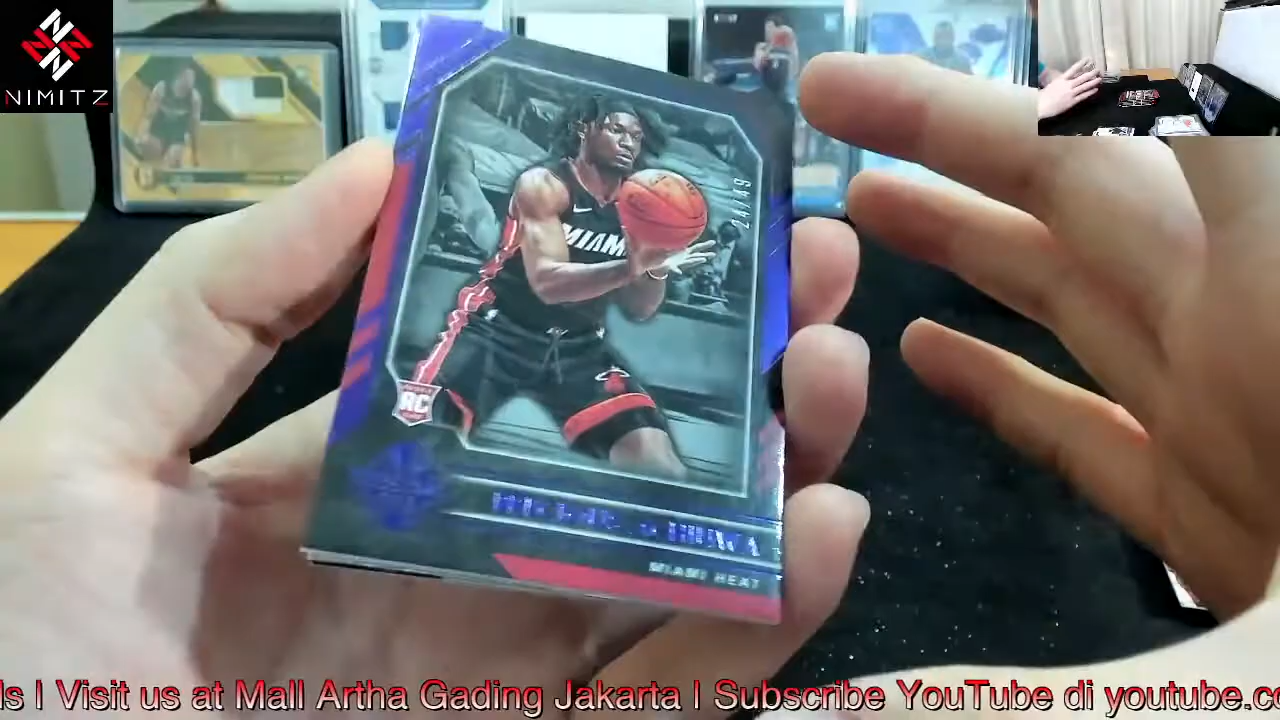 NIMITZ
24/49
MIAMI
RC
MIAMI HEAT
ls | Visit us at Mall Artha Gading Jakarta | Subscribe YouTube di youtube.co